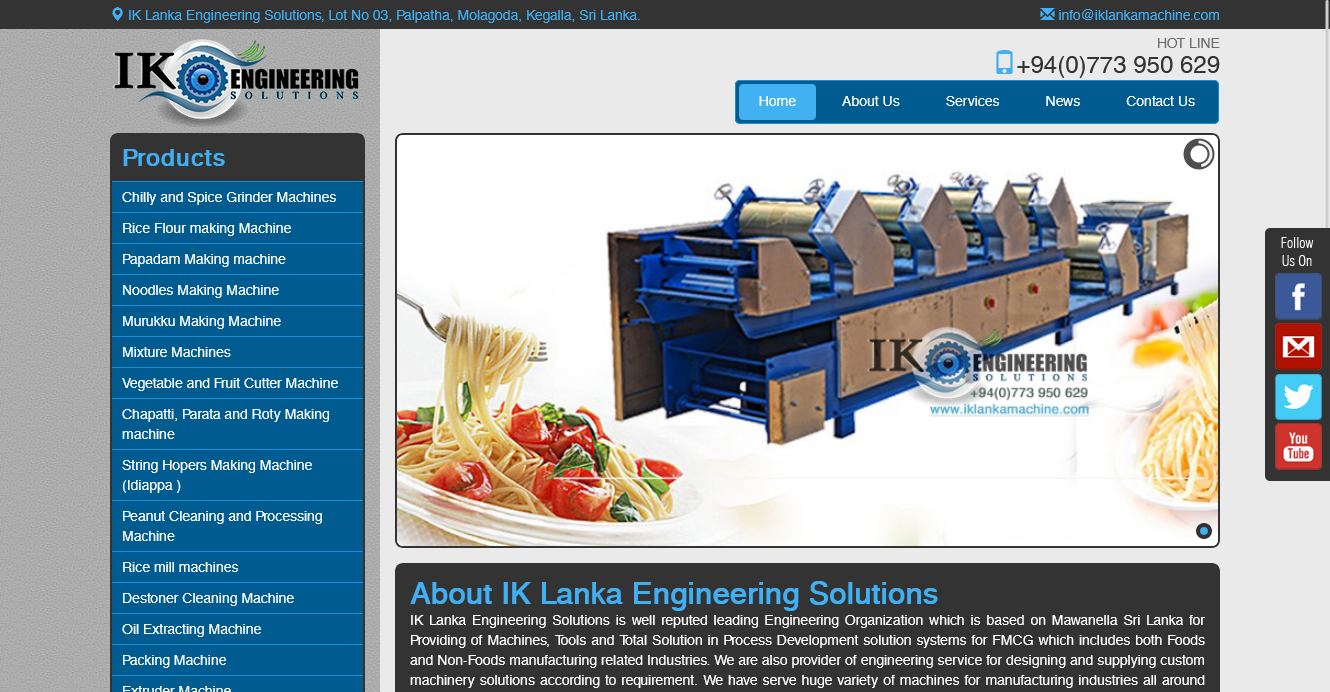 IK Lanka Engineering Solutions, Lot No 03, Palpatha, Molagoda, Kegalla, Sri Lanka.
info@iklankamachine.com
IK ENGINEERING
SOLUTIONS
HOT LINE
+94(0)773 950 629
Home
About Us
Services
News
Contact Us
Products
Chilly and Spice Grinder Machines
Rice Flour making Machine
Papadam Making machine
Noodles Making Machine
Murukku Making Machine
Mixture Machines
Vegetable and Fruit Cutter Machine
Chapatti, Parata and Roty Making
machine
String Hopers Making Machine
(Idiappa )
Peanut Cleaning and Processing
Machine
Rice mill machines
Destoner Cleaning Machine
Oil Extracting Machine
Packing Machine
Extruder Machine
IK ENGINEERING
SOLUTIONS
+94(0)773 950 629
www.iklankamachine.com
Follow
Us On
You
Tube
About IK Lanka Engineering Solutions
IK Lanka Engineering Solutions is well reputed leading Engineering Organization which is based on Mawanella Sri Lanka for
Providing of Machines, Tools and Total Solution in Process Development solution systems for FMCG which includes both Foods
and Non-Foods manufacturing related Industries. We are also provider of engineering service for designing and supplying custom
machinery solutions according to requirement. We have serve huge variety of machines for manufacturing industries all around